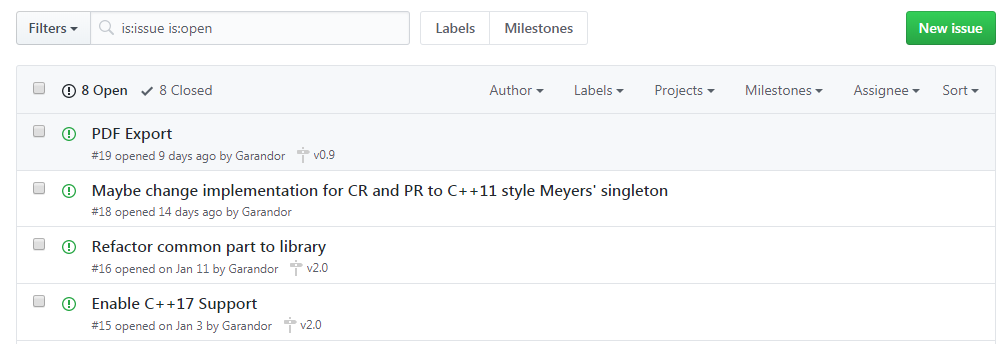 Filters is:issue is:open Labels Milestones New issue
8 Open 8 Closed Author Labels Projects Milestones Assignee Sort
PDF Export
#19 opened 9 days ago by Garandor v0.9
Maybe change implementation for CR and PR to C++11 style Meyers' singleton
#18 opened 14 days ago by Garandor
Refactor common part to library
#16 opened on Jan 11 by Garandor v2.0
Enable C++17 Support
#15 opened on Jan 3 by Garandor v2.0